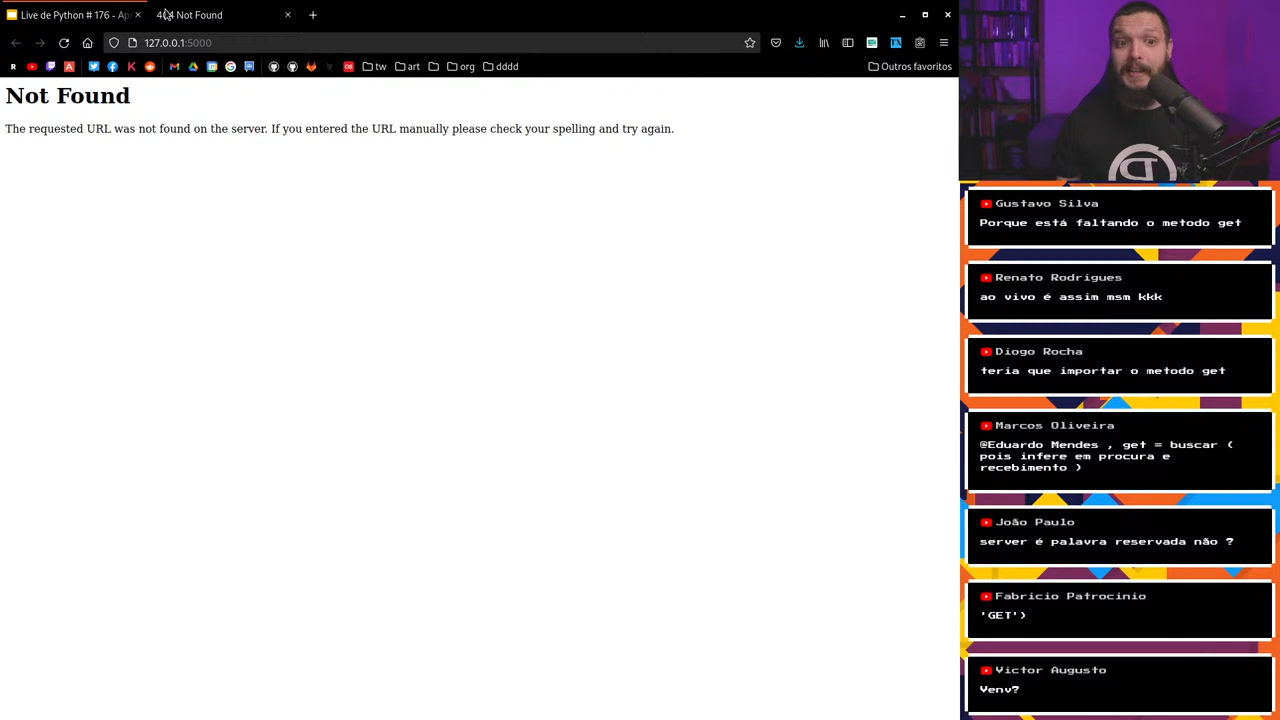 Live de Python # 176 - Ap
404 Not Found
127.0.0.1:5000
tw
art
org
dddd
Outros favoritos
Not Found
The requested URL was not found on the server. If you entered the URL manually please check your spelling and try again.
Gustavo Silva
Porque está faltando o metodo get
Renato Rodrigues
ao vivo é assim msm kkk
Diogo Rocha
teria que importar o metodo get
Marcos Oliveira
@Eduardo Mendes , get = buscar (
pois infere em procura e
recebimento )
João Paulo
server é palavra reservada não ?
Fabricio Patrocinio
'GET')
Victor Augusto
Venv?